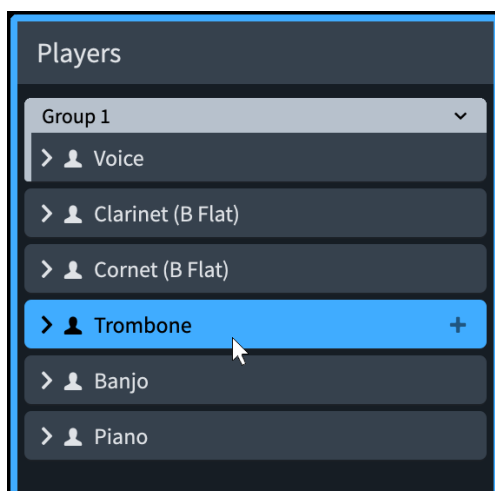 Players
Group 1
Voice
Clarinet (B Flat)
Cornet (B Flat)
Trombone
Banjo
Piano